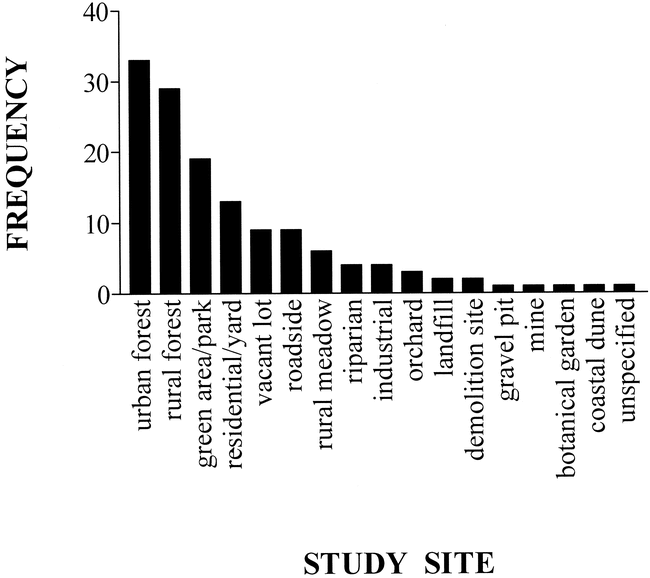 FREQUENCY
40
30
20
10
0
urban forest
rural forest
green area/park
residential/yard
vacant lot
roadside
rural meadow
riparian
industrial
orchard
landfill
demolition site
gravel pit
mine
botanical garden
coastal dune
unspecified
STUDY SITE